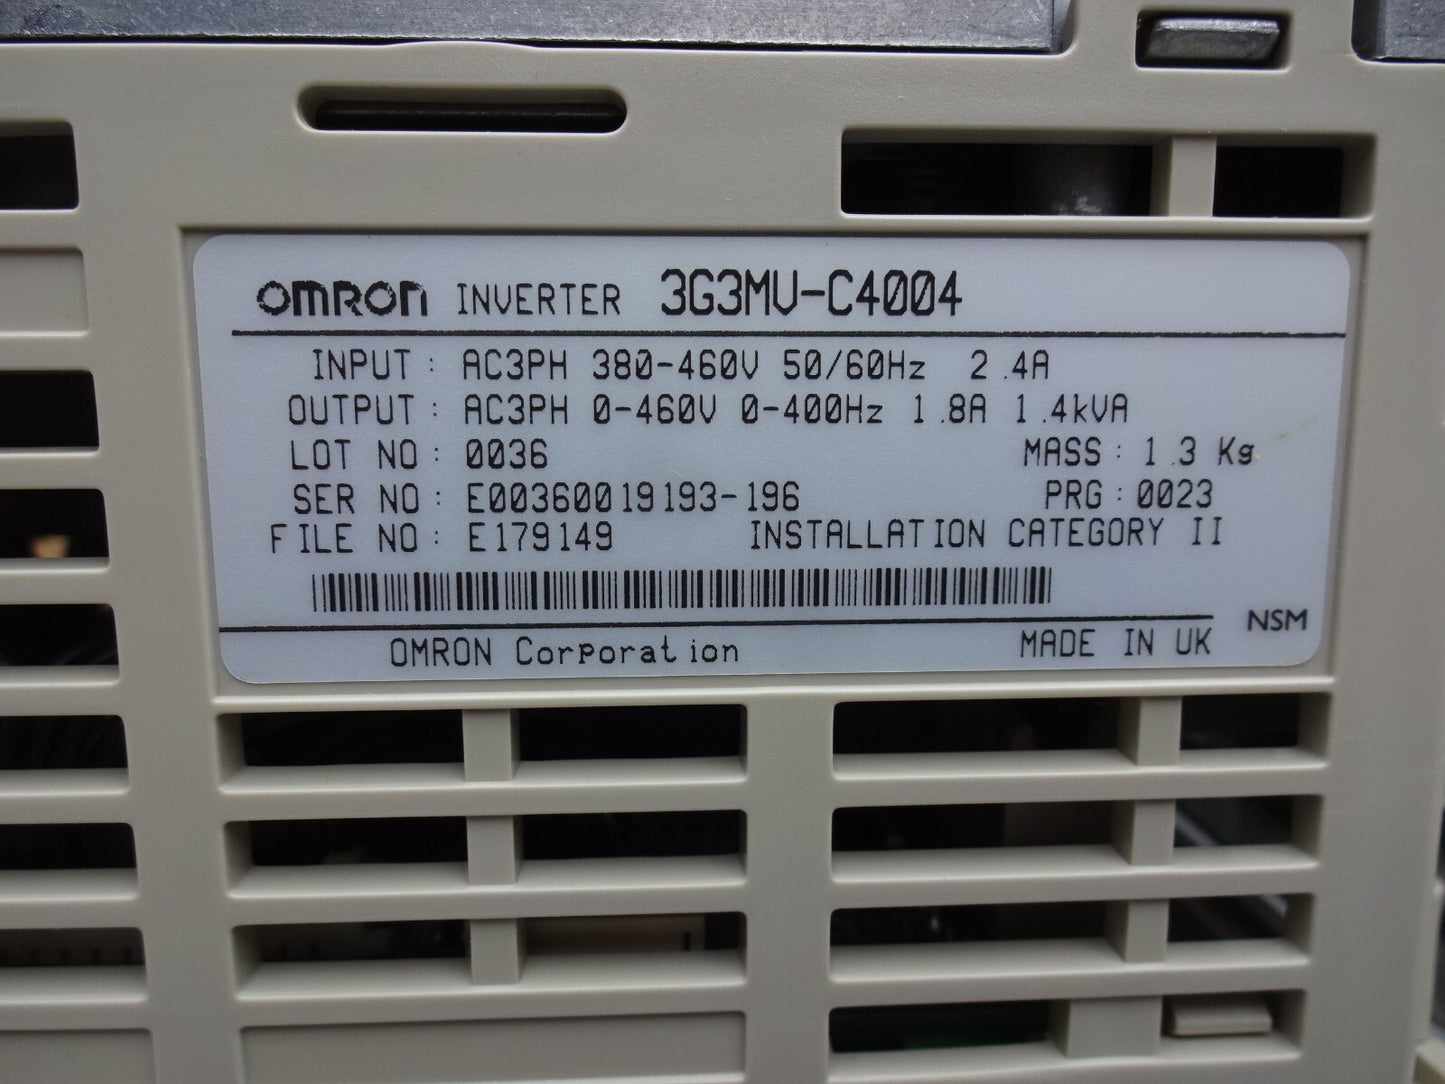 OMRON INVERTER 3G3MV-C4004
INPUT : AC3PH 380-460V 50/60Hz 2.4A
OUTPUT : AC3PH 0-460V 0-400Hz 1.8A 1.4kVA
LOT NO : 0036 MASS : 1.3 Kg
SER NO : E00360019193-196 PRG : 0023
FILE NO : E179149 INSTALLATION CATEGORY II
OMRON Corporation MADE IN UK NSM